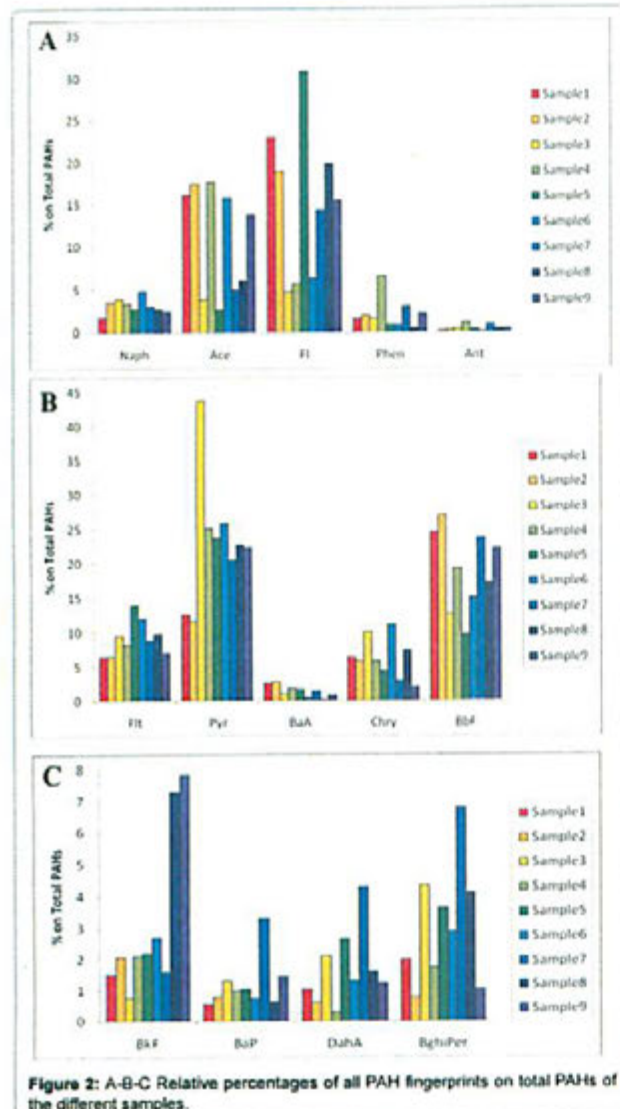 A
35
30
25
20
15
10
5
0
% on Total PAHs
Naph Ace Fl Phen Ant
Sample1
Sample2
Sample3
Sample4
Sample5
Sample6
Sample7
Sample8
Sample9
B
45
40
35
30
25
20
15
10
5
0
% on Total PAHs
Flt Pyr BaA Chry BbF
Sample1
Sample2
Sample3
Sample4
Sample5
Sample6
Sample7
Sample8
Sample9
C
8
7
6
5
4
3
2
1
0
% on Total PAHs
BkF BaP DahA BghiPer
Sample1
Sample2
Sample3
Sample4
Sample5
Sample6
Sample7
Sample8
Sample9
Figure 2: A-B-C Relative percentages of all PAH fingerprints on total PAHs of
the different samples.